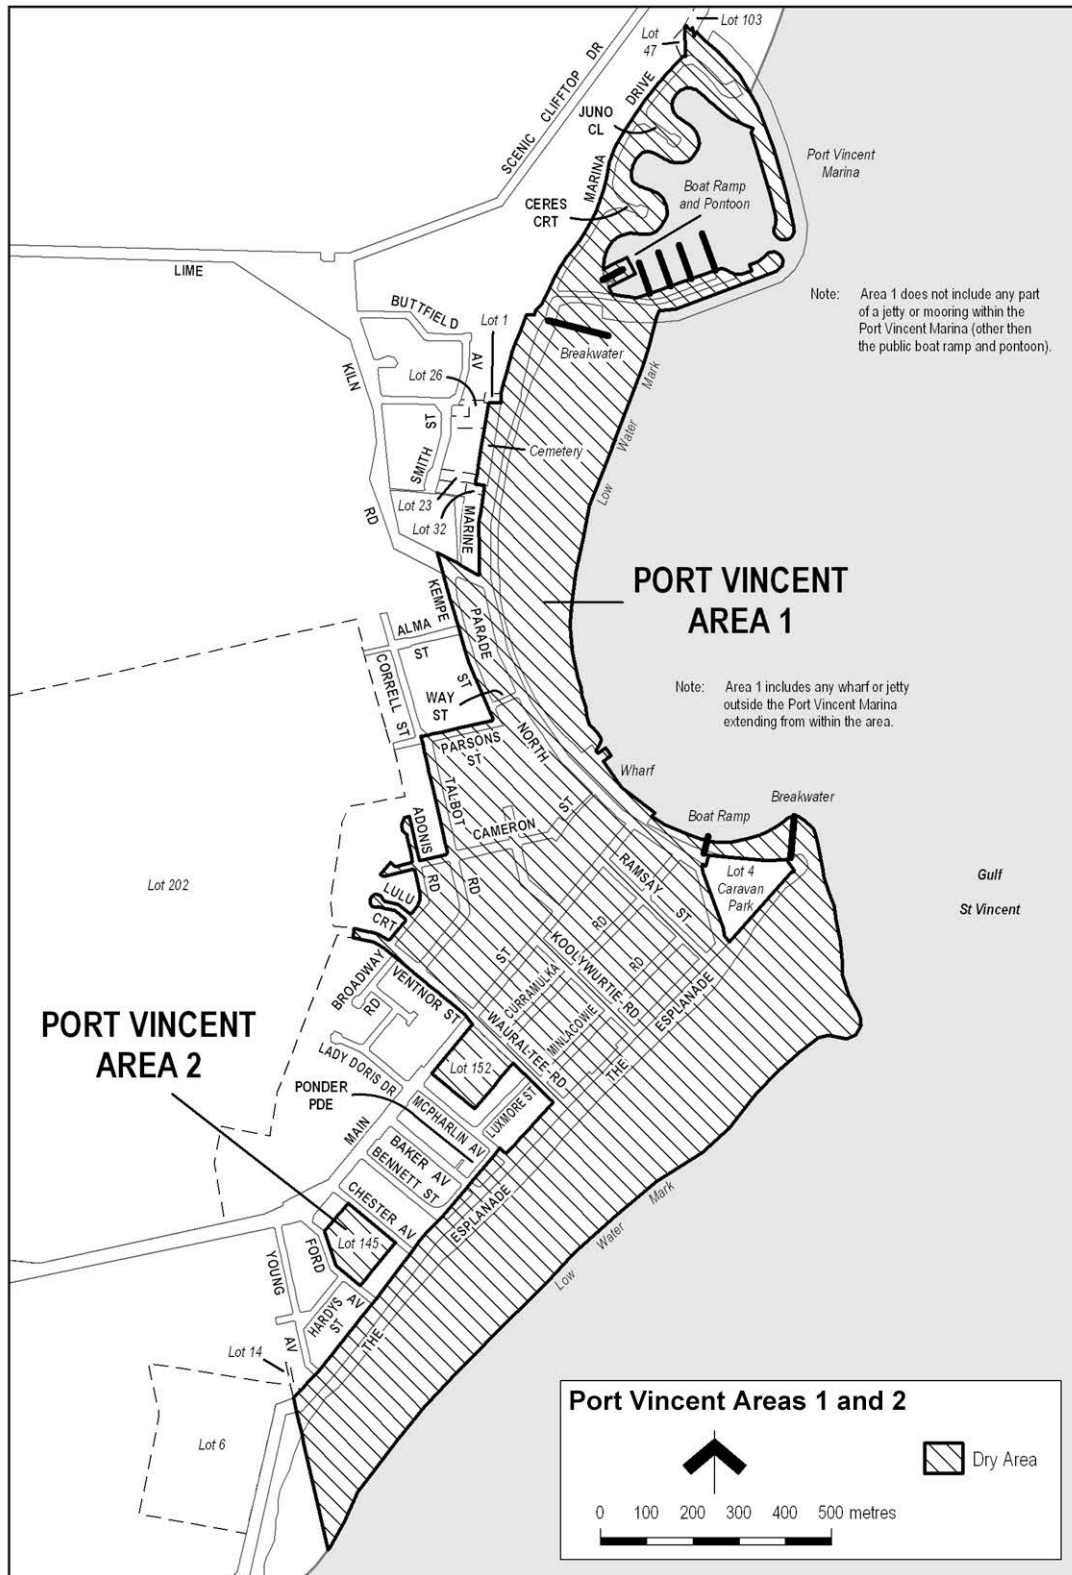 Lot 103
Lot
47
SCENIC CLIFFTOP DR
MARINA DRIVE
JUNO
CL
Port Vincent
Marina
Boat Ramp
and Pontoon
CERES
CRT
LIME
KILN
RD
BUTTFIELD
AV
Lot 1
Note: Area 1 does not include any part
of a jetty or mooring within the
Port Vincent Marina (other then
the public boat ramp and pontoon).
Breakwater
Lot 26
Low Water Mark
SMITH ST
Cemetery
Lot 23
Lot 32
MARINE
PARADE
PORT VINCENT
AREA 1
KEMPE
ST
ALMA
ST
CORRELL ST
WAY
ST
Note: Area 1 includes any wharf or jetty
outside the Port Vincent Marina
extending from within the area.
PARSONS
ST
NORTH
Wharf
TALBOT
RD
CAMERON
ST
Boat Ramp
Breakwater
ADONIS
RD
RAMSAY
ST
Lot 4
Caravan
Park
Gulf
St Vincent
Lot 202
LULU
CRT
ST
RD
KOOLYWURTIE RD
RD
BROADWAY
RD
VENTNOR ST
CURRAMULKA
WAURALTEE RD
MINLACOWIE
THE
ESPLANADE
PORT VINCENT
AREA 2
LADY DORIS DR
Lot 152
PONDER
PDE
MCPHARLIN AV
LUXMORE ST
MAIN
BAKER AV
BENNETT ST
CHESTER AV
ESPLANADE
THE
Low Water Mark
Lot 145
FORD
AV
YOUNG
AV
HARDYS
ST
Lot 14
Lot 6
Port Vincent Areas 1 and 2
Dry Area
0 100 200 300 400 500 metres